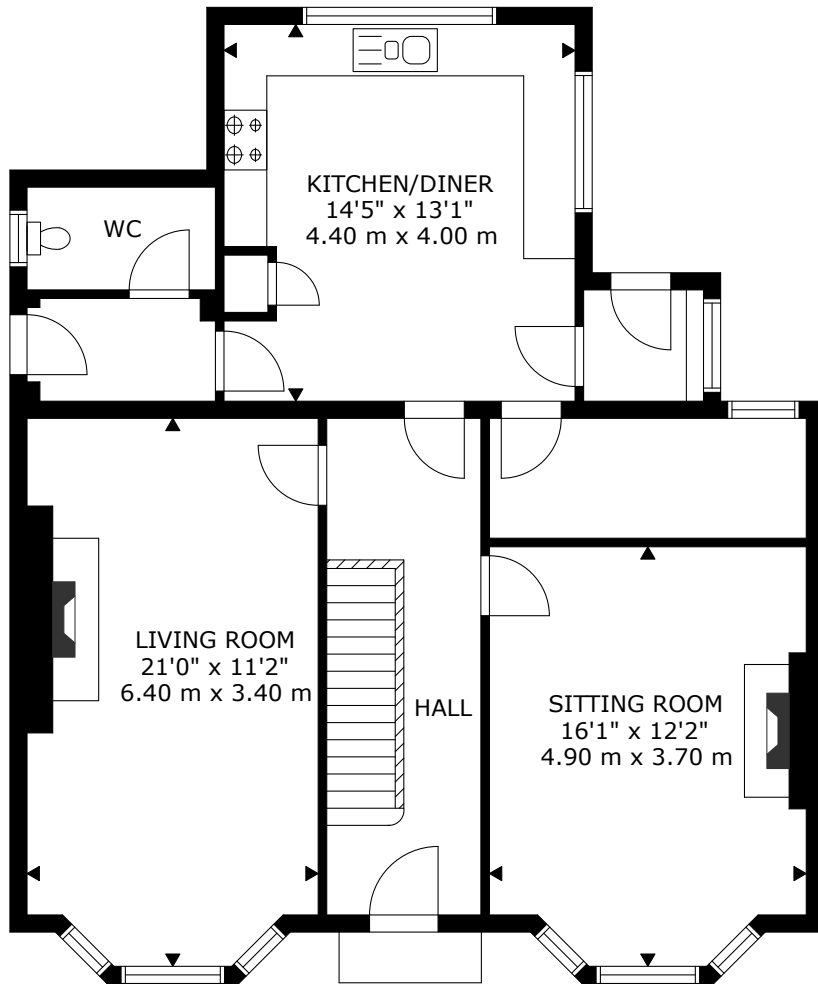 KITCHEN/DINER
14'5" x 13'1"
4.40 m x 4.00 m
WC
LIVING ROOM
21'0" x 11'2"
6.40 m x 3.40 m
HALL
SITTING ROOM
16'1" x 12'2"
4.90 m x 3.70 m